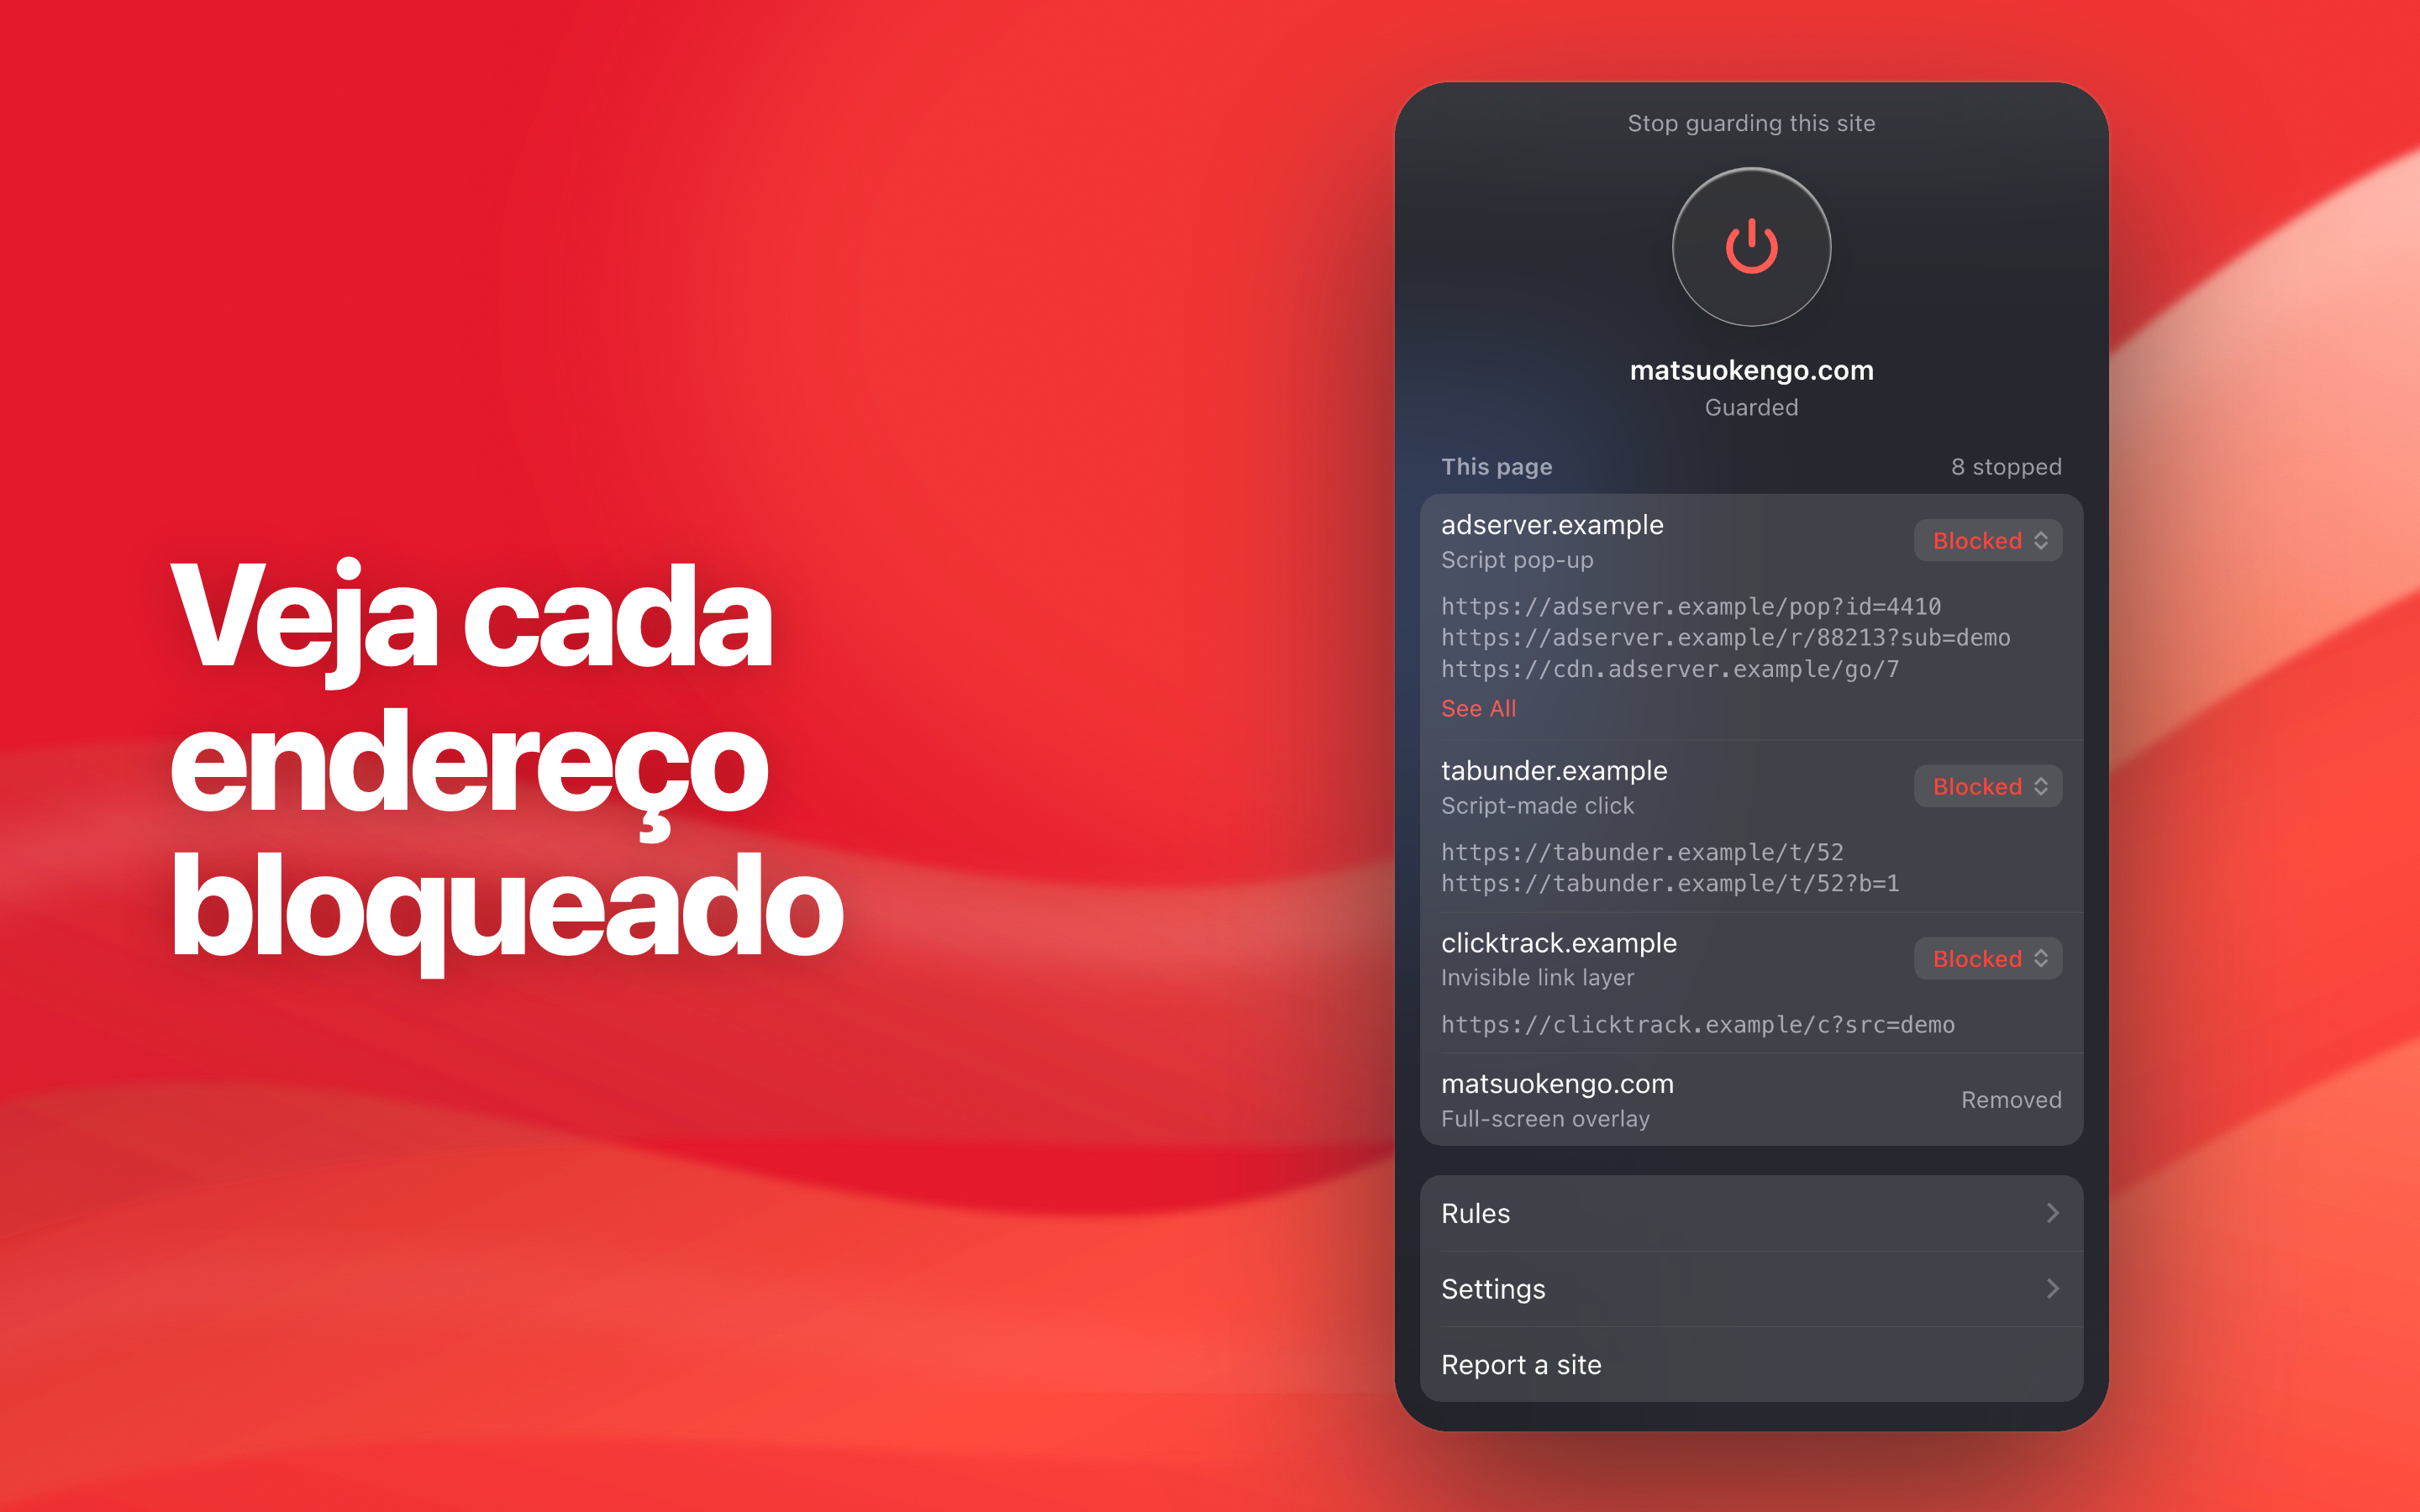 Veja cada
endereço
bloqueado
Stop guarding this site
matsuokengo.com
Guarded
This page
8 stopped
adserver.example
Script pop-up
Blocked
https://adserver.example/pop?id=4410
https://adserver.example/r/88213?sub=demo
https://cdn.adserver.example/go/7
See All
tabunder.example
Script-made click
Blocked
https://tabunder.example/t/52
https://tabunder.example/t/52?b=1
clicktrack.example
Invisible link layer
Blocked
https://clicktrack.example/c?src=demo
matsuokengo.com
Full-screen overlay
Removed
Rules
Settings
Report a site